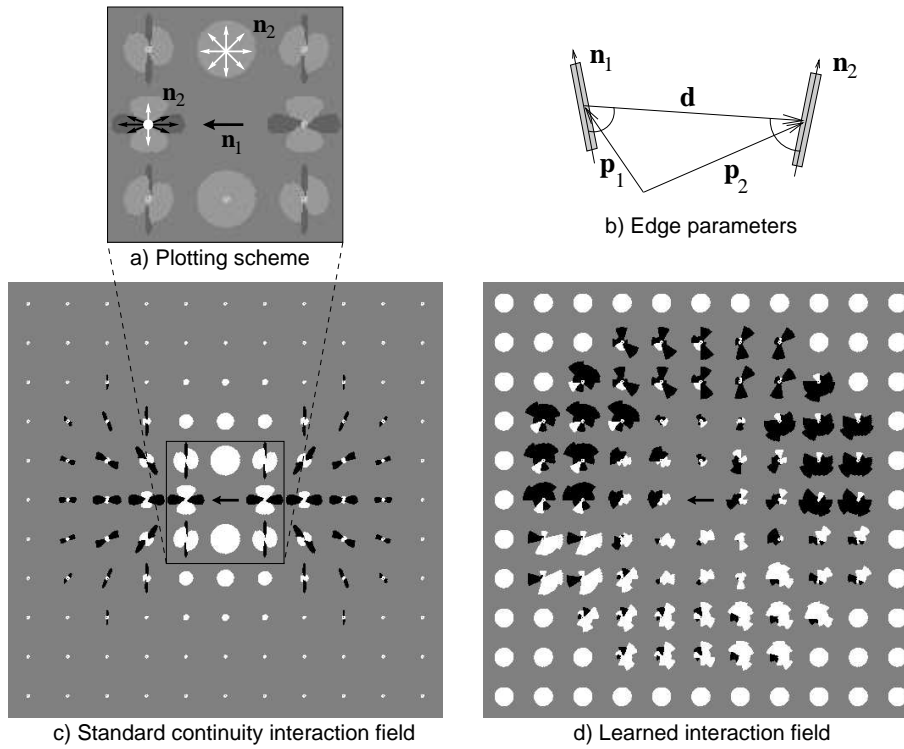 n2
n2
n1
a) Plotting scheme
n1
n2
d
p1
p2
b) Edge parameters
c) Standard continuity interaction field
d) Learned interaction field